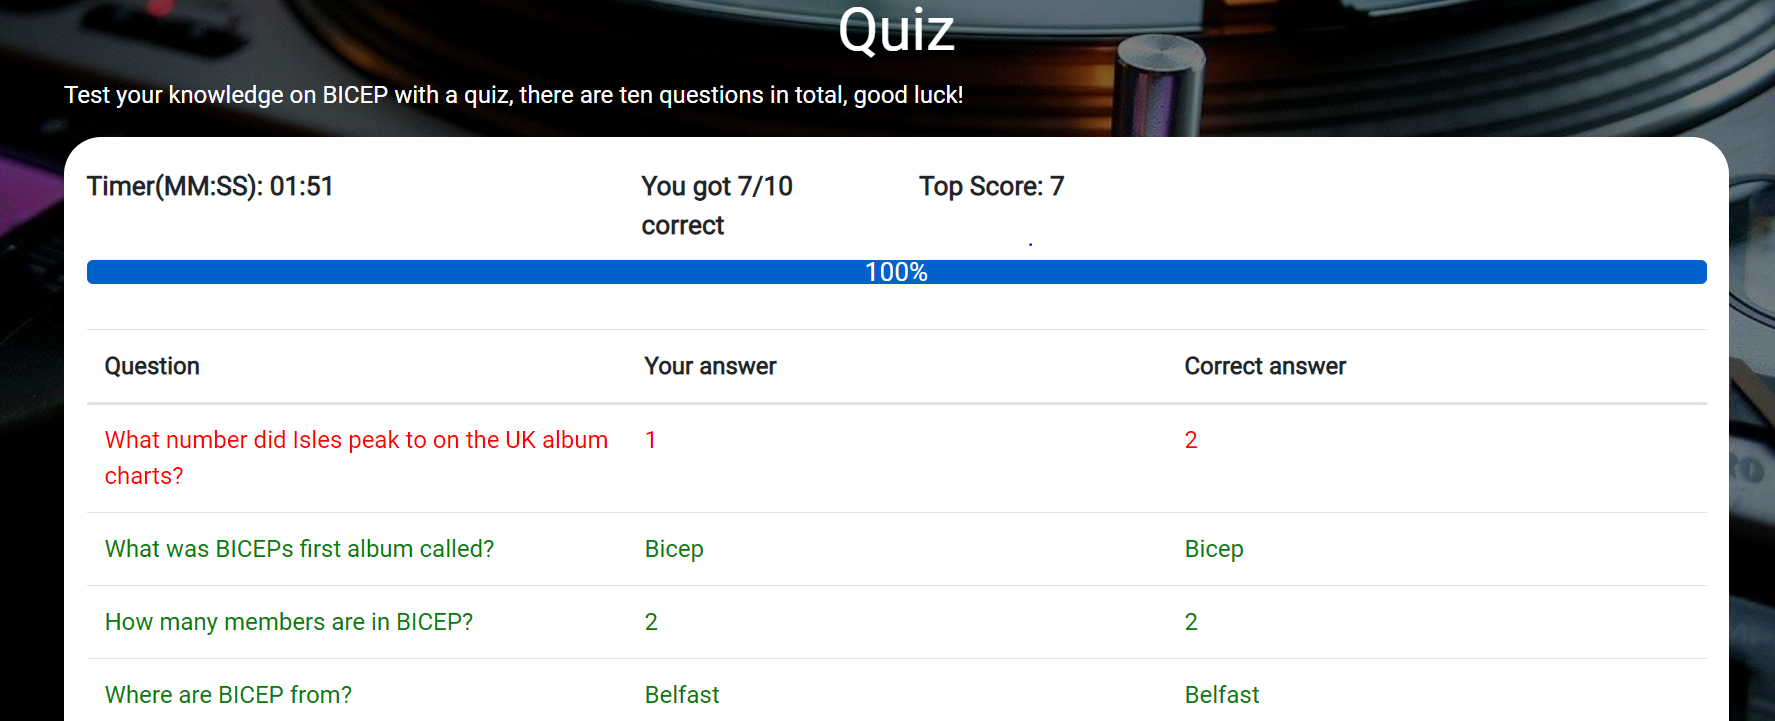 Quiz
Test your knowledge on BICEP with a quiz, there are ten questions in total, good luck!
Timer(MM:SS): 01:51 You got 7/10 Top Score: 7
correct
100%
Question Your answer Correct answer
What number did Isles peak to on the UK album 1 2
charts?
What was BICEPs first album called? Bicep Bicep
How many members are in BICEP? 2 2
Where are BICEP from? Belfast Belfast